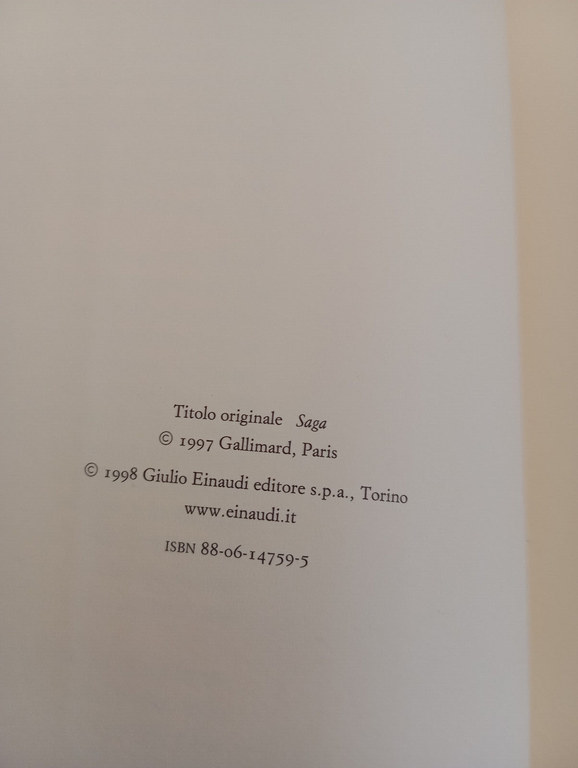 Titolo originale Saga
© 1997 Gallimard, Paris
© 1998 Giulio Einaudi editore s.p.a., Torino
www.einaudi.it
ISBN 88-06-14759-5